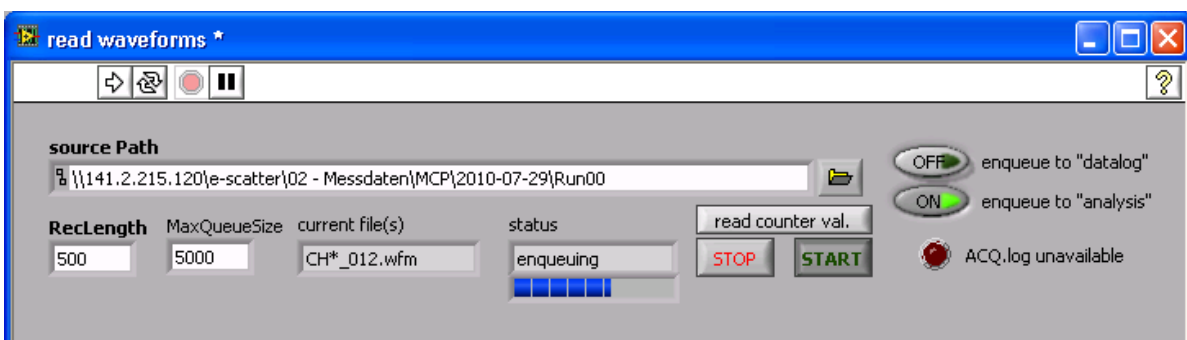 read waveforms *
source Path
\\141.2.215.120\e-scatter\02 - Messdaten\MCP\2010-07-29\Run00
OFF enqueue to "datalog"
ON enqueue to "analysis"
RecLength MaxQueueSize current file(s) status read counter val.
500 5000 CH*_012.wfm enqueuing STOP START ACQ.log unavailable